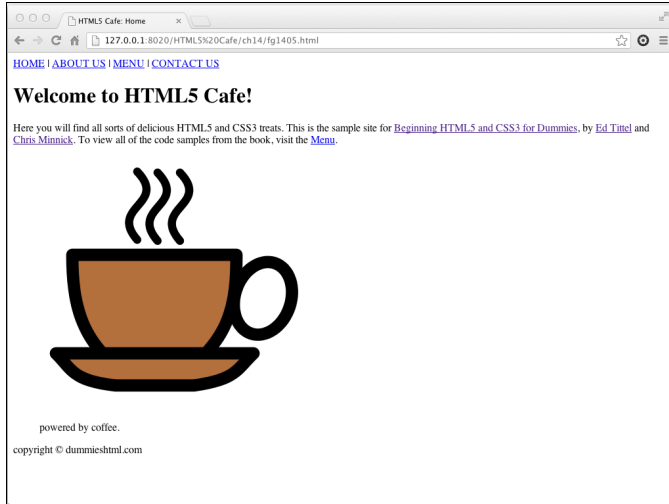 HTML5 Cafe: Home
127.0.0.1:8020/HTML5%20Cafe/ch14/fg1405.html
HOME | ABOUT US | MENU | CONTACT US
Welcome to HTML5 Cafe!
Here you will find all sorts of delicious HTML5 and CSS3 treats. This is the sample site for Beginning HTML5 and CSS3 for Dummies, by Ed Tittel and
Chris Minnick. To view all of the code samples from the book, visit the Menu.
powered by coffee.
copyright © dummieshtml.com